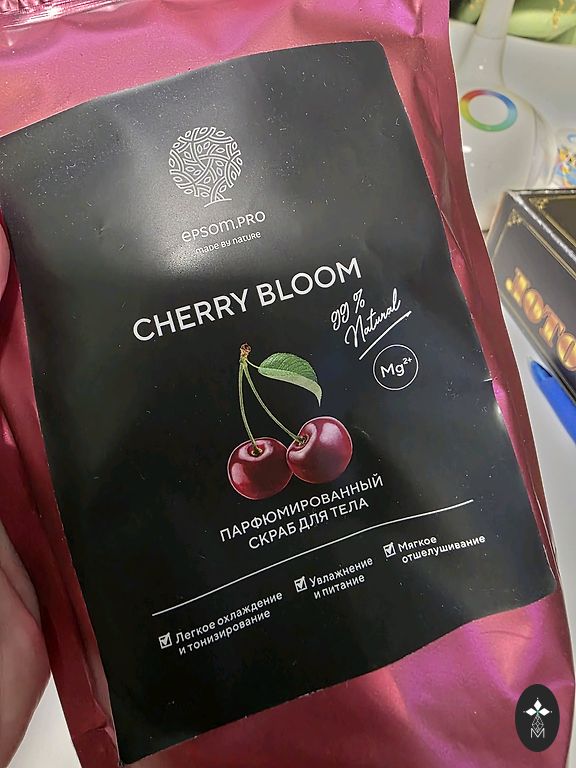 epsom.PRO
made by nature
CHERRY BLOOM
99 %
Natural
Mg²⁺
ПАРФЮМИРОВАННЫЙ
СКРАБ ДЛЯ ТЕЛА
Легкое охлаждение
и тонизирование
Увлажнение
и питание
Мягкое
отшелушивание
ЛОТО
M